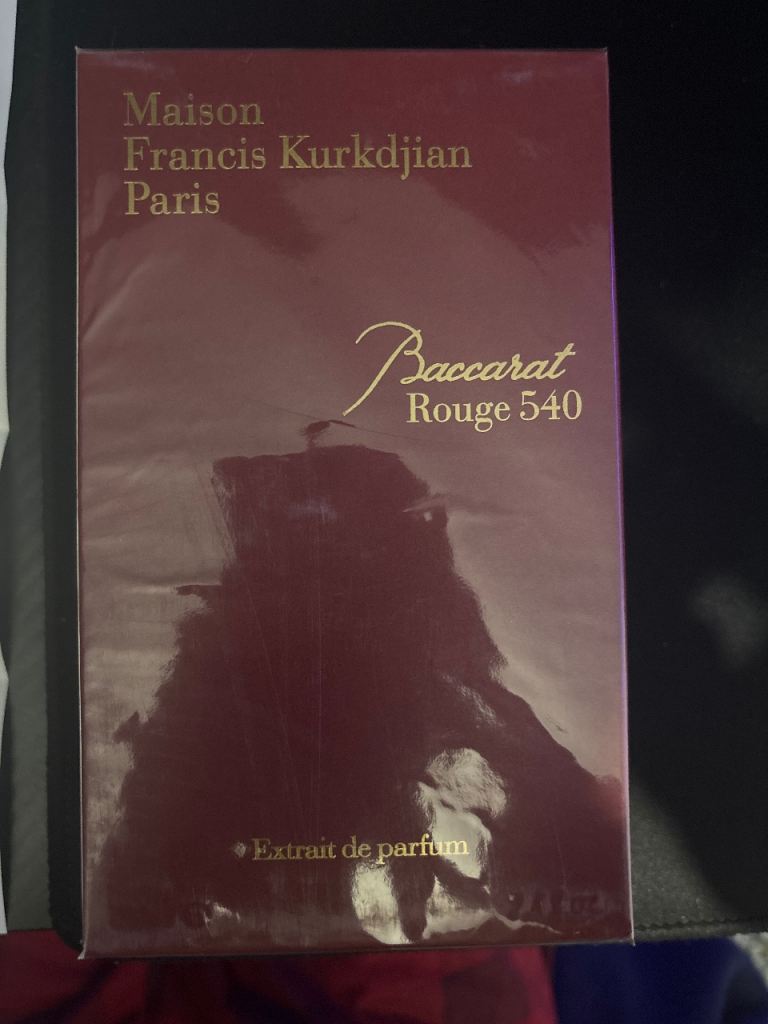 Maison
Francis Kurkdjian
Paris
Baccarat
Rouge 540
Extrait de parfum